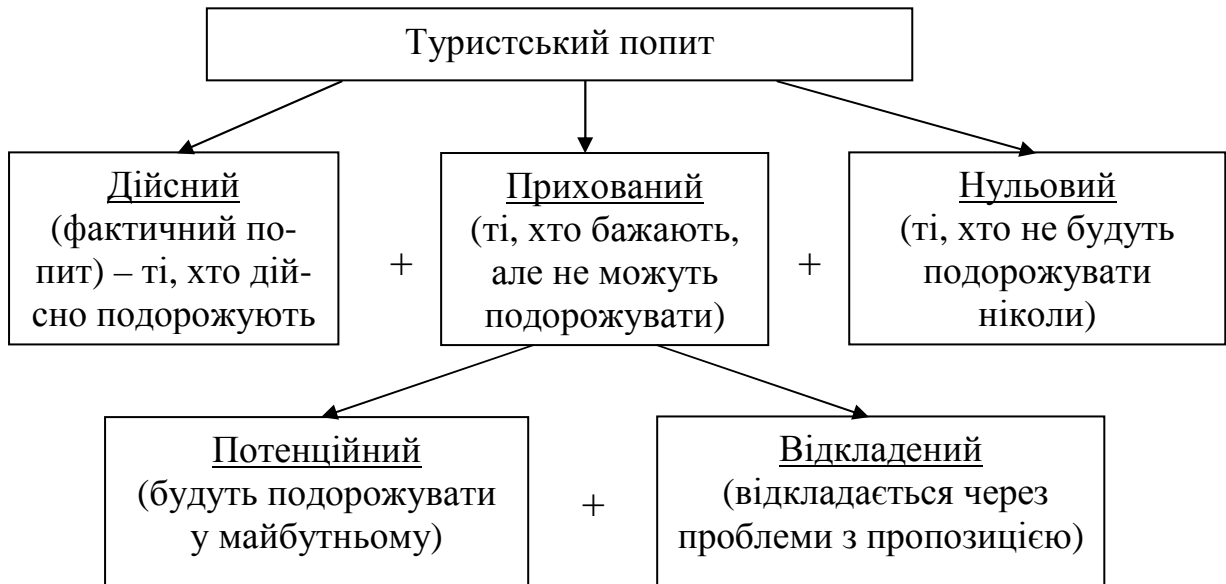 Туристський попит
Дійсний
(фактичний по-
пит) – ті, хто дій-
сно подорожують
+
Прихований
(ті, хто бажають,
але не можуть
подорожувати)
+
Нульовий
(ті, хто не будуть
подорожувати
ніколи)
Потенційний
(будуть подорожувати
у майбутньому)
+
Відкладений
(відкладається через
проблеми з пропозицією)